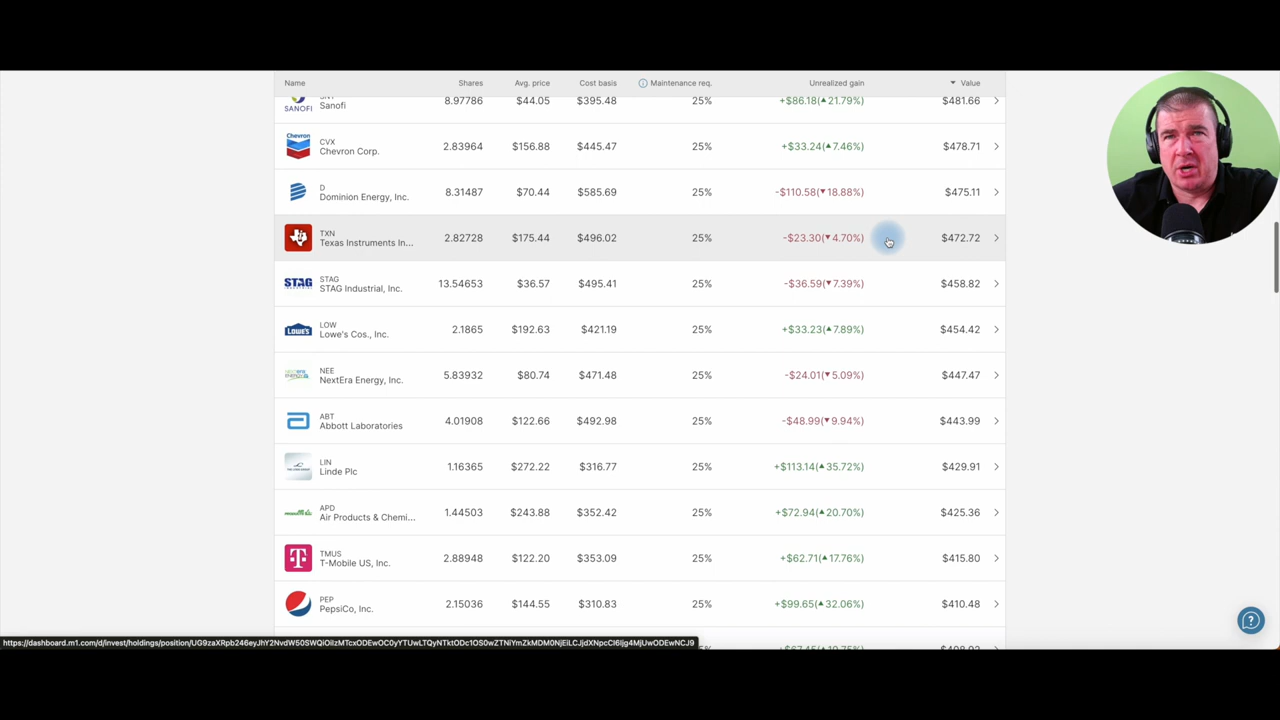 Name Shares Avg. price Cost basis Maintenance req. Unrealized gain Value
SANOFI Sanofi 8.97786 $44.05 $395.48 25% +$86.18(▲21.79%) $481.66
Chevron CVX
Chevron Corp. 2.83964 $156.88 $445.47 25% +$33.24(▲7.46%) $478.71
D
Dominion Energy, Inc. 8.31487 $70.44 $585.69 25% -$110.58(▼18.88%) $475.11
TXN
Texas Instruments In... 2.82728 $175.44 $496.02 25% -$23.30(▼4.70%) $472.72
STAG STAG
STAG Industrial, Inc. 13.54653 $36.57 $495.41 25% -$36.59(▼7.39%) $458.82
LOWE'S LOW
Lowe's Cos., Inc. 2.1865 $192.63 $421.19 25% +$33.23(▲7.89%) $454.42
NEE
NextEra Energy, Inc. 5.83932 $80.74 $471.48 25% -$24.01(▼5.09%) $447.47
ABT
Abbott Laboratories 4.01908 $122.66 $492.98 25% -$48.99(▼9.94%) $443.99
LIN
Linde Plc 1.16365 $272.22 $316.77 25% +$113.14(▲35.72%) $429.91
APD
Air Products & Chemi... 1.44503 $243.88 $352.42 25% +$72.94(▲20.70%) $425.36
T TMUS
T-Mobile US, Inc. 2.88948 $122.20 $353.09 25% +$62.71(▲17.76%) $415.80
PEP
PepsiCo, Inc. 2.15036 $144.55 $310.83 25% +$99.65(▲32.06%) $410.48